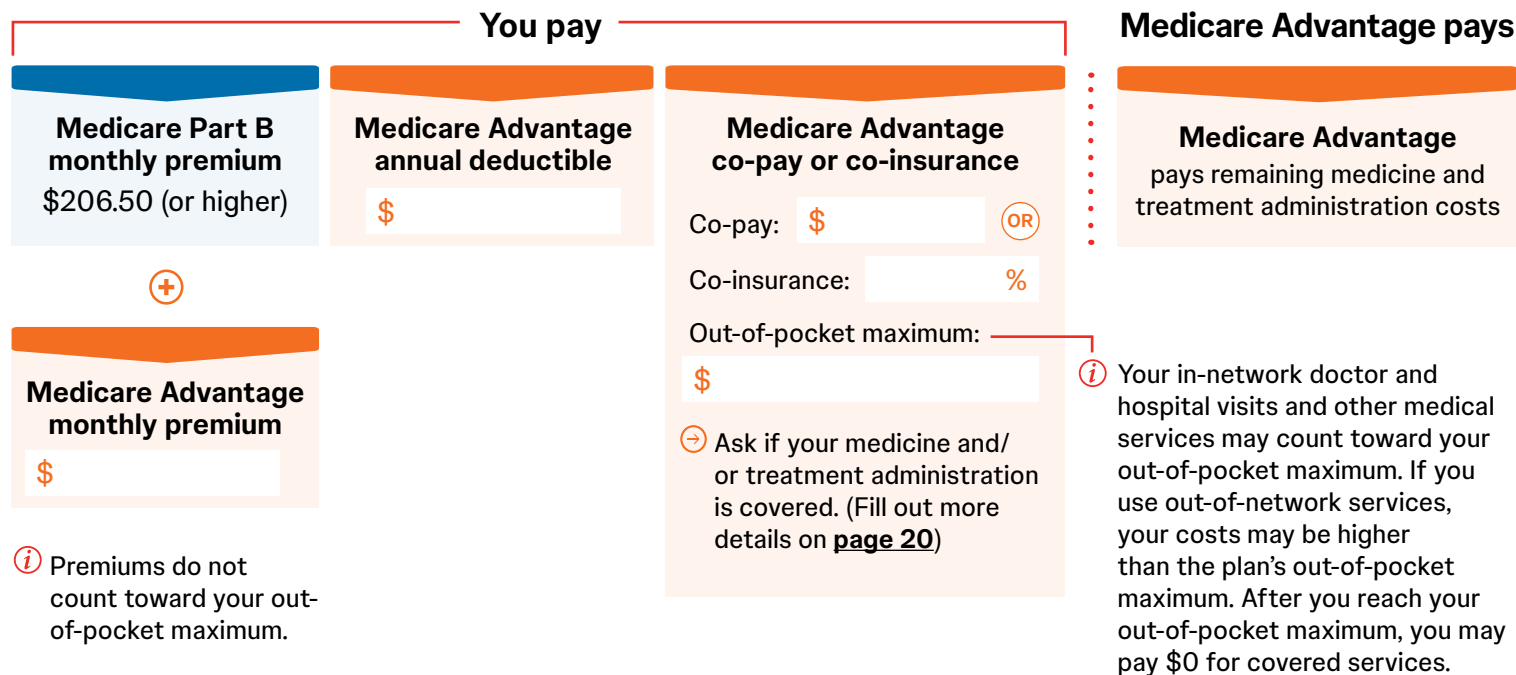 You pay
Medicare Advantage pays
Medicare Part B
monthly premium
$206.50 (or higher)
+
Medicare Advantage
monthly premium
$
i Premiums do not
count toward your out-
of-pocket maximum.
Medicare Advantage
annual deductible
$
Medicare Advantage
co-pay or co-insurance
Co-pay: $ OR
Co-insurance: %
Out-of-pocket maximum:
$
→ Ask if your medicine and/
or treatment administration
is covered. (Fill out more
details on page 20)
Medicare Advantage
pays remaining medicine and
treatment administration costs
i Your in-network doctor and
hospital visits and other medical
services may count toward your
out-of-pocket maximum. If you
use out-of-network services,
your costs may be higher
than the plan’s out-of-pocket
maximum. After you reach your
out-of-pocket maximum, you may
pay $0 for covered services.